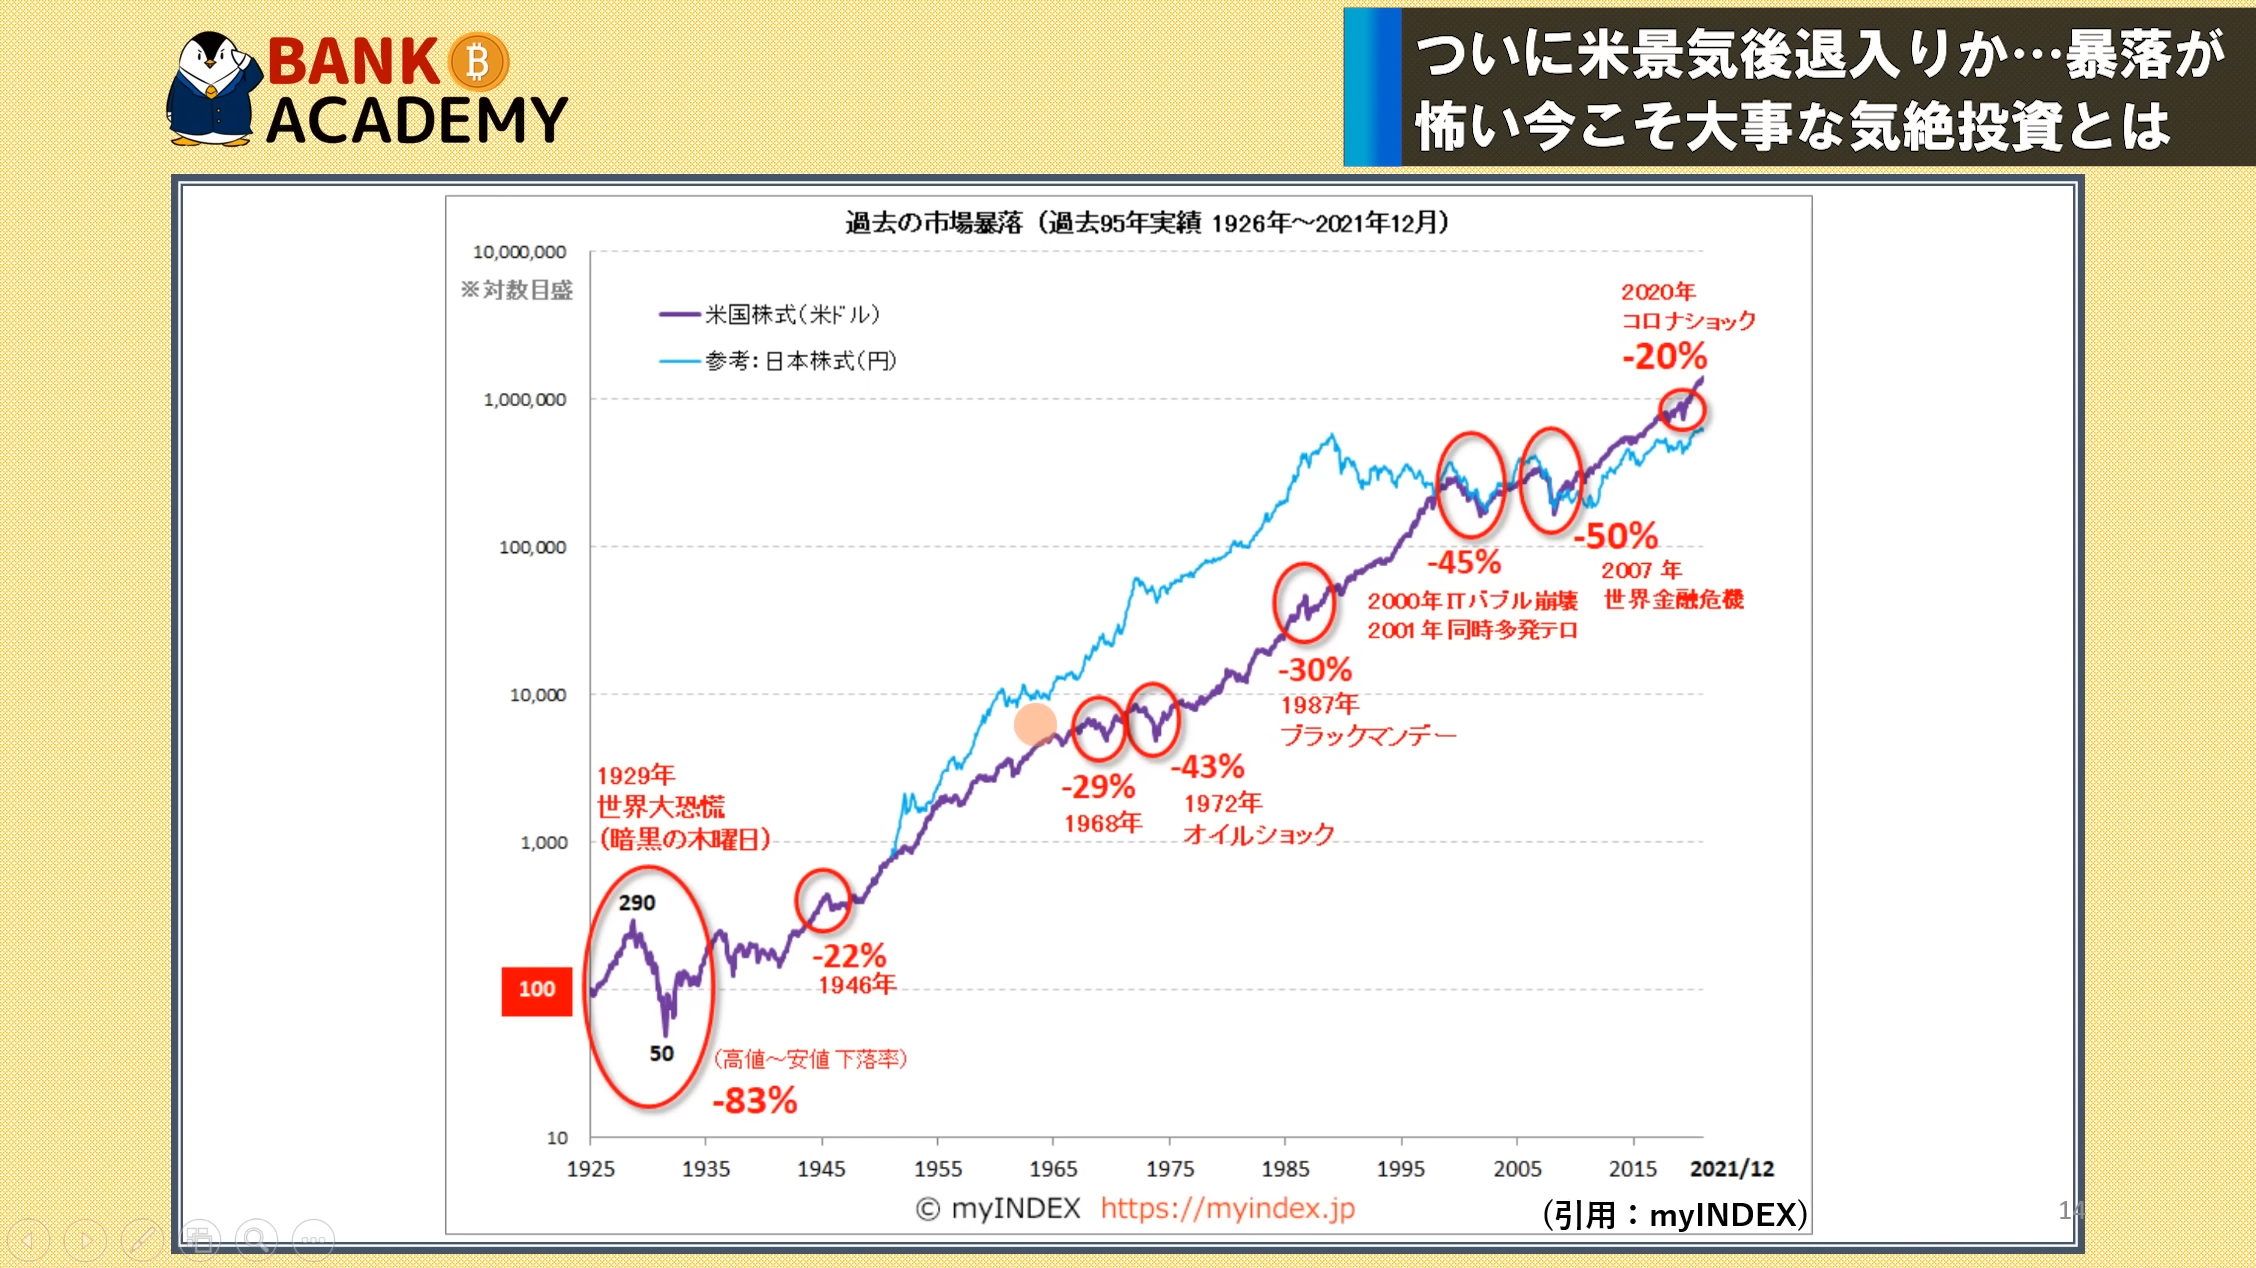 BANK ₿
ACADEMY
ついに米景気後退入りか…暴落が
怖い今こそ大事な気絶投資とは
過去の市場暴落（過去95年実績 1926年～2021年12月）
10,000,000
※対数目盛
米国株式（米ドル）
参考：日本株式（円）
2020年
コロナショック
-20%
1,000,000
100,000
-45%
2000年 ITバブル崩壊
2001年 同時多発テロ
-50%
2007 年
世界金融危機
10,000
-30%
1987年
ブラックマンデー
-29%
1968年
-43%
1972年
オイルショック
1929年
世界大恐慌
（暗黒の木曜日）
1,000
290
-22%
1946年
100
50
（高値～安値 下落率）
-83%
10
1925 1935 1945 1955 1965 1975 1985 1995 2005 2015 2021/12
© myINDEX https://myindex.jp
（引用：myINDEX）
14